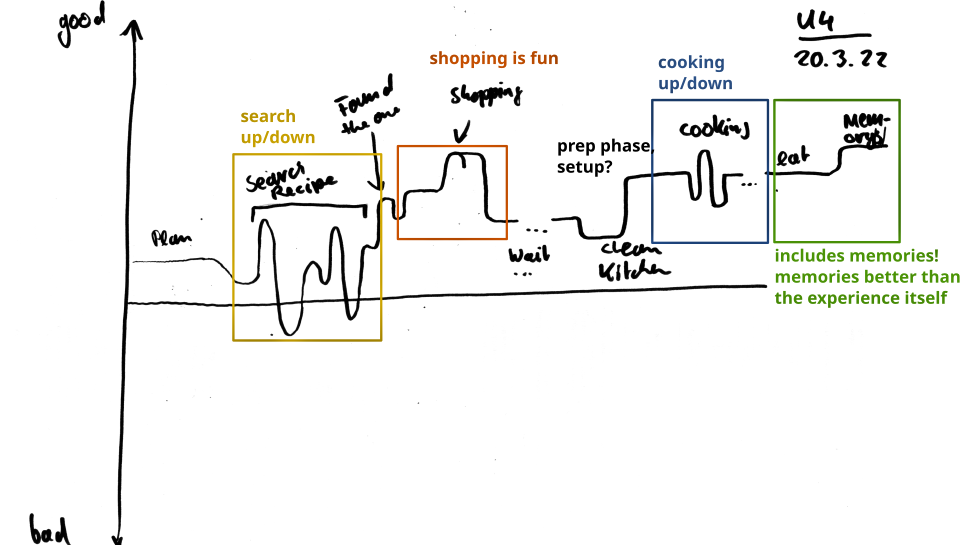 good
U4
20.3.22
shopping is fun
cooking
up/down
Found
the one
Shopping
search
up/down
Search
Recipe
prep phase,
setup?
cooking
Mem-
orys/
eat
...
Plan
...
Wait
...
clean
Kitchen
includes memories!
memories better than
the experience itself
bad